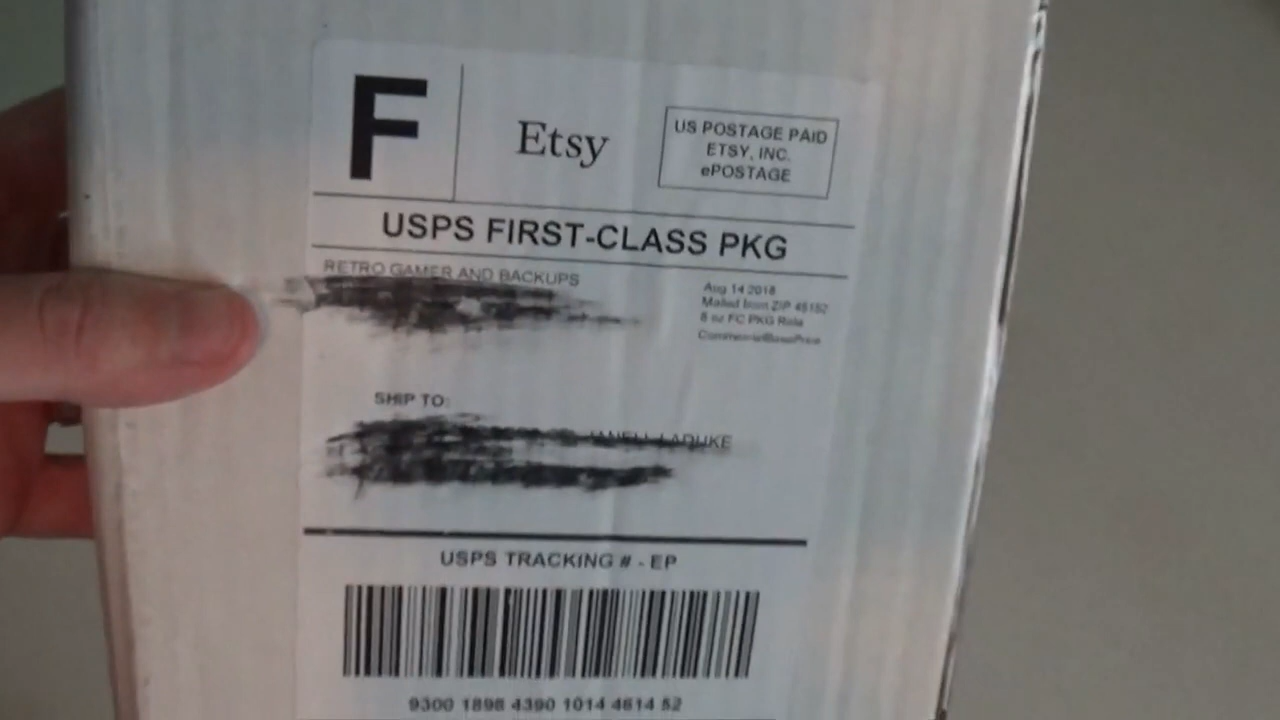 F
Etsy
US POSTAGE PAID
ETSY, INC.
ePOSTAGE
USPS FIRST-CLASS PKG
RETRO GAMER AND BACKUPS
Aug 14 2018
Mailed from ZIP 45152
8 oz FC PKG Rate
CommercialBasePrice
SHIP TO:
LADUKE
USPS TRACKING # - EP
9300 1898 4390 1014 4614 52